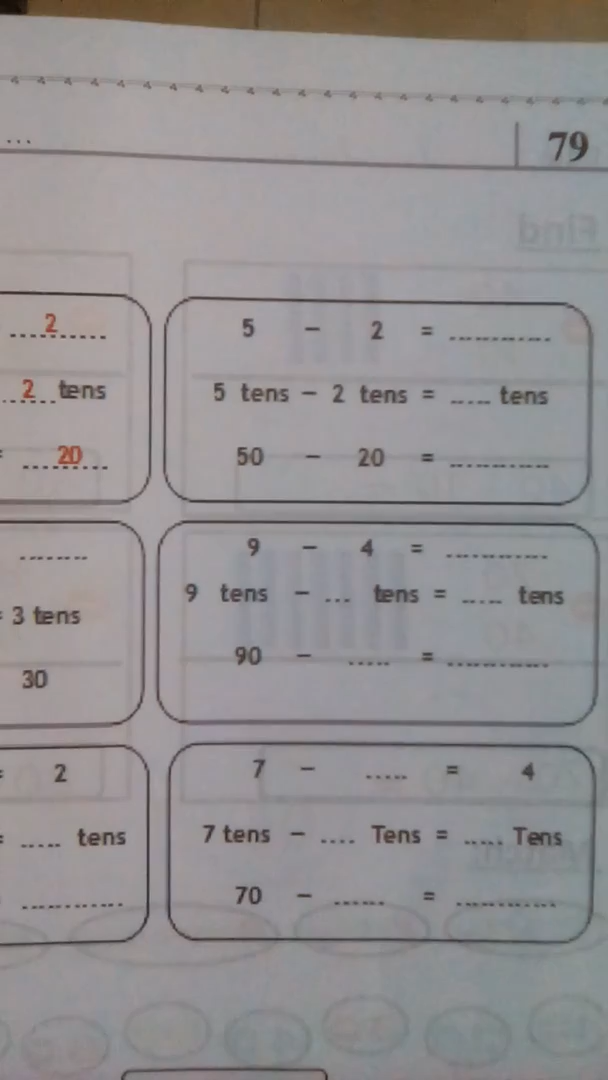 ...
79
Find
....2......
...2...tens
= .....20.....
5 – 2 = ............
5 tens – 2 tens = ..... tens
50 – 20 = ............
........
= 3 tens
30
9 – 4 = ............
9 tens – ... tens = ..... tens
90 – ..... = ............
= 2
= ..... tens
............
7 – ..... = 4
7 tens – .... Tens = ..... Tens
70 – ...... = ............